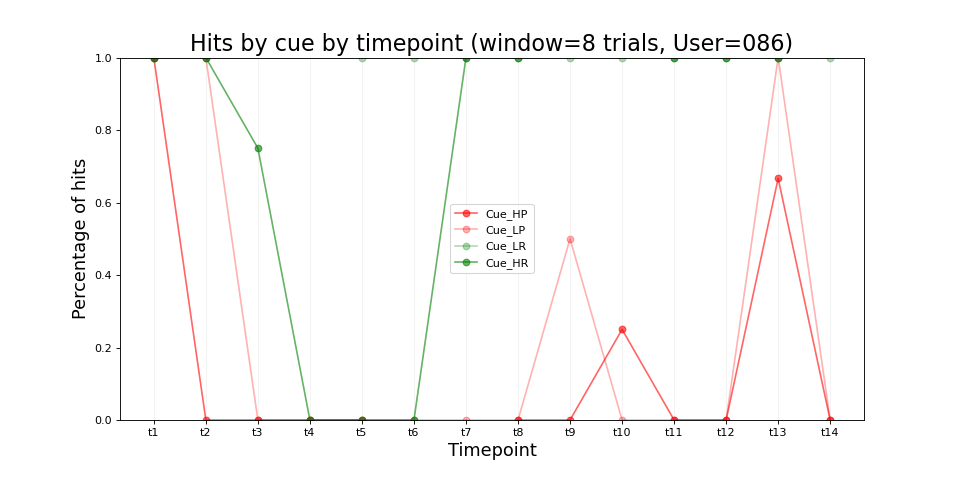 Hits by cue by timepoint (window=8 trials, User=086)
Percentage of hits
1.0
0.8
0.6
0.4
0.2
0.0
Cue_HP
Cue_LP
Cue_LR
Cue_HR
t1 t2 t3 t4 t5 t6 t7 t8 t9 t10 t11 t12 t13 t14
Timepoint